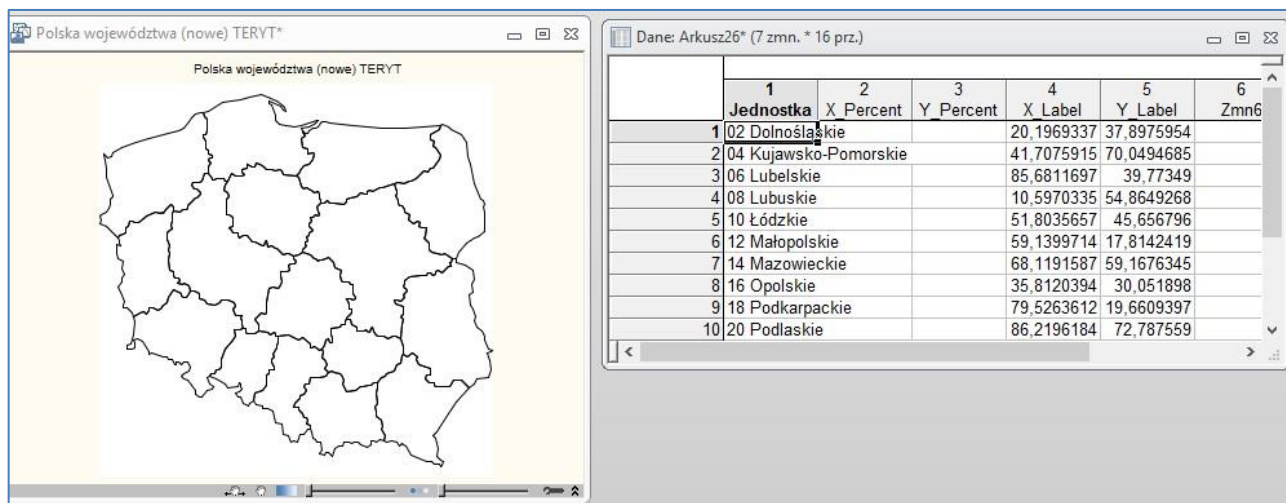 Polska województwa (nowe) TERYT*
Polska województwa (nowe) TERYT
Dane: Arkusz26* (7 zmn. * 16 prz.)
1 2 3 4 5 6
Jednostka X_Percent Y_Percent X_Label Y_Label Zmn6
1 02 Dolnośląskie 20,1969337 37,8975954
2 04 Kujawsko-Pomorskie 41,7075915 70,0494685
3 06 Lubelskie 85,6811697 39,77349
4 08 Lubuskie 10,5970335 54,8649268
5 10 Łódzkie 51,8035657 45,656796
6 12 Małopolskie 59,1399714 17,8142419
7 14 Mazowieckie 68,1191587 59,1676345
8 16 Opolskie 35,8120394 30,051898
9 18 Podkarpackie 79,5263612 19,6609397
10 20 Podlaskie 86,2196184 72,787559